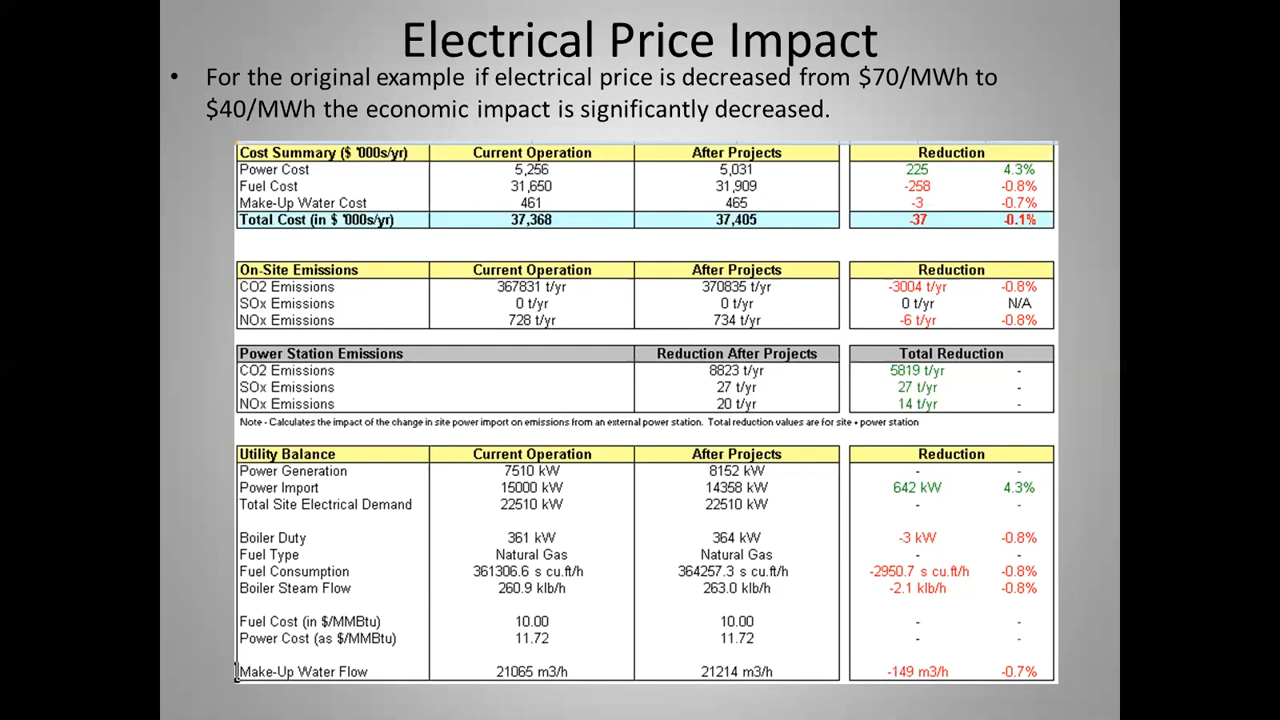 Electrical Price Impact
• For the original example if electrical price is decreased from $70/MWh to
$40/MWh the economic impact is significantly decreased.
Cost Summary ($ '000s/yr) Current Operation After Projects Reduction
Power Cost 5,256 5,031 225 4.3%
Fuel Cost 31,650 31,909 -258 -0.8%
Make-Up Water Cost 461 465 -3 -0.7%
Total Cost (in $ '000s/yr) 37,368 37,405 -37 -0.1%
On-Site Emissions Current Operation After Projects Reduction
CO2 Emissions 367831 t/yr 370835 t/yr -3004 t/yr -0.8%
SOx Emissions 0 t/yr 0 t/yr 0 t/yr N/A
NOx Emissions 728 t/yr 734 t/yr -6 t/yr -0.8%
Power Station Emissions Reduction After Projects Total Reduction
CO2 Emissions 8823 t/yr 5819 t/yr -
SOx Emissions 27 t/yr 27 t/yr -
NOx Emissions 20 t/yr 14 t/yr -
Note - Calculates the impact of the change in site power import on emissions from an external power station. Total reduction values are for site + power station
Utility Balance Current Operation After Projects Reduction
Power Generation 7510 kW 8152 kW - -
Power Import 15000 kW 14358 kW 642 kW 4.3%
Total Site Electrical Demand 22510 kW 22510 kW - -
Boiler Duty 361 kW 364 kW -3 kW -0.8%
Fuel Type Natural Gas Natural Gas - -
Fuel Consumption 361306.6 s cu.ft/h 364257.3 s cu.ft/h -2950.7 s cu.ft/h -0.8%
Boiler Steam Flow 260.9 klb/h 263.0 klb/h -2.1 klb/h -0.8%
Fuel Cost (in $/MMBtu) 10.00 10.00 - -
Power Cost (as $/MMBtu) 11.72 11.72 - -
Make-Up Water Flow 21065 m3/h 21214 m3/h -149 m3/h -0.7%